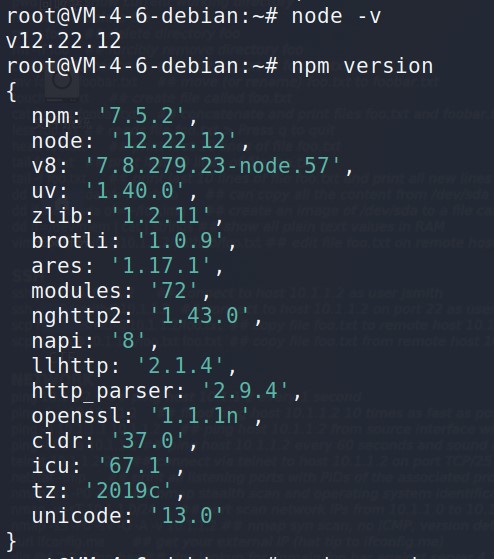 root@VM-4-6-debian:~# node -v
v12.22.12
root@VM-4-6-debian:~# npm version
{
  npm: '7.5.2',
  node: '12.22.12',
  v8: '7.8.279.23-node.57',
  uv: '1.40.0',
  zlib: '1.2.11',
  brotli: '1.0.9',
  ares: '1.17.1',
  modules: '72',
  nghttp2: '1.43.0',
  napi: '8',
  llhttp: '2.1.4',
  http_parser: '2.9.4',
  openssl: '1.1.1n',
  cldr: '37.0',
  icu: '67.1',
  tz: '2019c',
  unicode: '13.0'
}